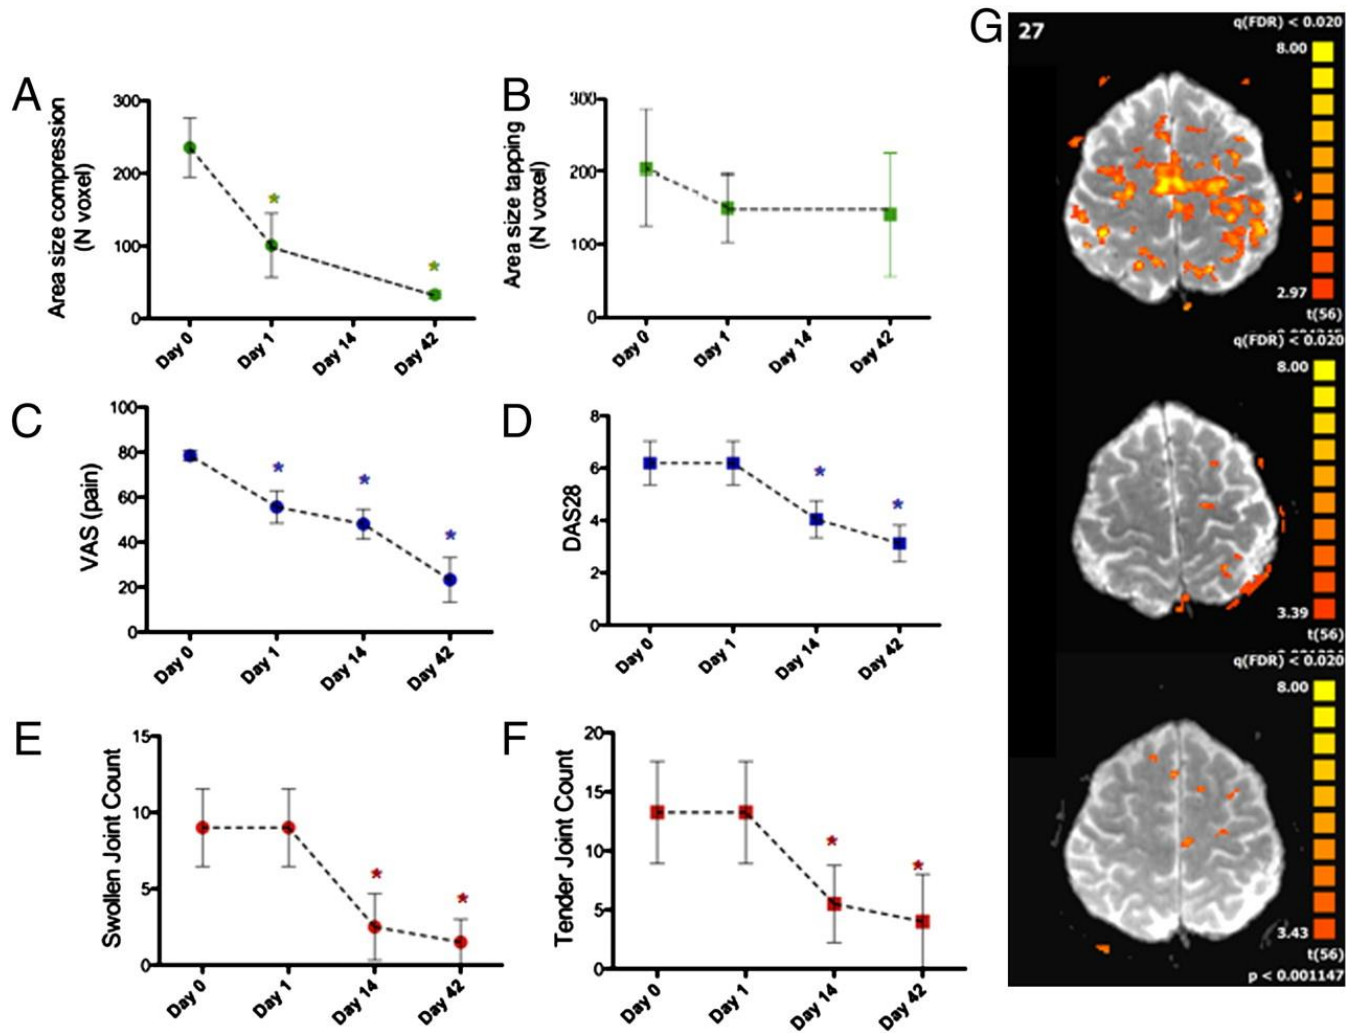 A
Area size compression
(N voxel)
300
200
100
0
*
*
Day 0
Day 1
Day 14
Day 42
B
Area size tapping
(N voxel)
300
200
100
0
Day 0
Day 1
Day 14
Day 42
C
VAS (pain)
100
80
60
40
20
0
*
*
*
Day 0
Day 1
Day 14
Day 42
D
DAS28
8
6
4
2
0
*
*
Day 0
Day 1
Day 14
Day 42
E
Swollen Joint Count
15
10
5
0
*
*
Day 0
Day 1
Day 14
Day 42
F
Tender Joint Count
20
15
10
5
0
*
*
Day 0
Day 1
Day 14
Day 42
G
27
q(FDR) < 0.020
8.00
2.97
t(56)
q(FDR) < 0.020
8.00
3.39
t(56)
q(FDR) < 0.020
8.00
3.43
t(56)
p < 0.001147